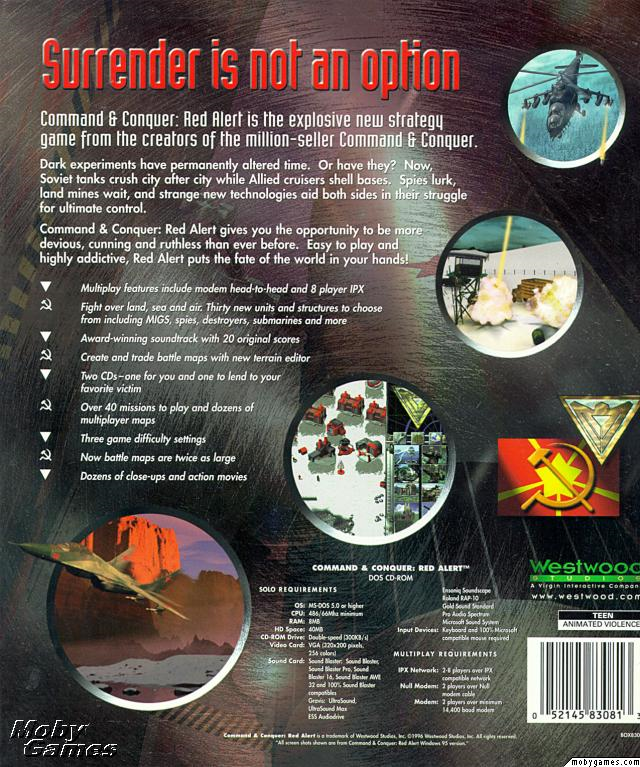 Surrender is not an option
Command & Conquer: Red Alert is the explosive new strategy
game from the creators of the million-seller Command & Conquer.
Dark experiments have permanently altered time. Or have they? Now,
Soviet tanks crush city after city while Allied cruisers shell bases. Spies lurk,
land mines wait, and strange new technologies aid both sides in their struggle
for ultimate control.
Command & Conquer: Red Alert gives you the opportunity to be more
devious, cunning and ruthless than ever before. Easy to play and
highly addictive, Red Alert puts the fate of the world in your hands!
Multiplay features include modem head-to-head and 8 player IPX
Fight over land, sea and air. Thirty new units and structures to choose
from including MIGS, spies, destroyers, submarines and more
Award-winning soundtrack with 20 original scores
Create and trade battle maps with new terrain editor
Two CDs–one for you and one to lend to your
favorite victim
Over 40 missions to play and dozens of
multiplayer maps
Three game difficulty settings
Now battle maps are twice as large
Dozens of close-ups and action movies
COMMAND & CONQUER: RED ALERT™
DOS CD-ROM
SOLO REQUIREMENTS
OS: MS-DOS 5.0 or higher
CPU: 486/66Mhz minimum
RAM: 8MB
HD Space: 40MB
CD-ROM Drive: Double-speed (300KB/s)
Video Card: VGA (320x200 pixels,
256 colors)
Sound Card: Sound Blaster, Sound
Blaster Pro, Sound
Blaster 16, Sound Blaster AWE
32 and 100% Sound Blaster
compatibles
Gravis: UltraSound,
UltraSound Max
ESS Audiodrive
Ensoniq Soundscape
Roland RAP-10
Gold Sound Standard
Pro Audio Spectrum
Microsoft Sound System
Input Devices: Keyboard and 100% Microsoft
compatible mouse required
MULTIPLAY REQUIREMENTS
IPX Network: 2-8 players over IPX
compatible network
Null Modem: 2 players over Null
modem cable
Modem: 2 players over minimum
14,400 baud modem
Westwood
STUDIOS
A Virgin Interactive Company
www.westwood.com
TEEN
ANIMATED VIOLENCE
0 52145 83081 3
BOX830
Command & Conquer: Red Alert is a trademark of Westwood Studios, Inc. ©1996 Westwood Studios, Inc. All rights reserved.
"All screen shots shown are from Command & Conquer: Red Alert Windows 95 version."
Moby
Games
mobygames.com